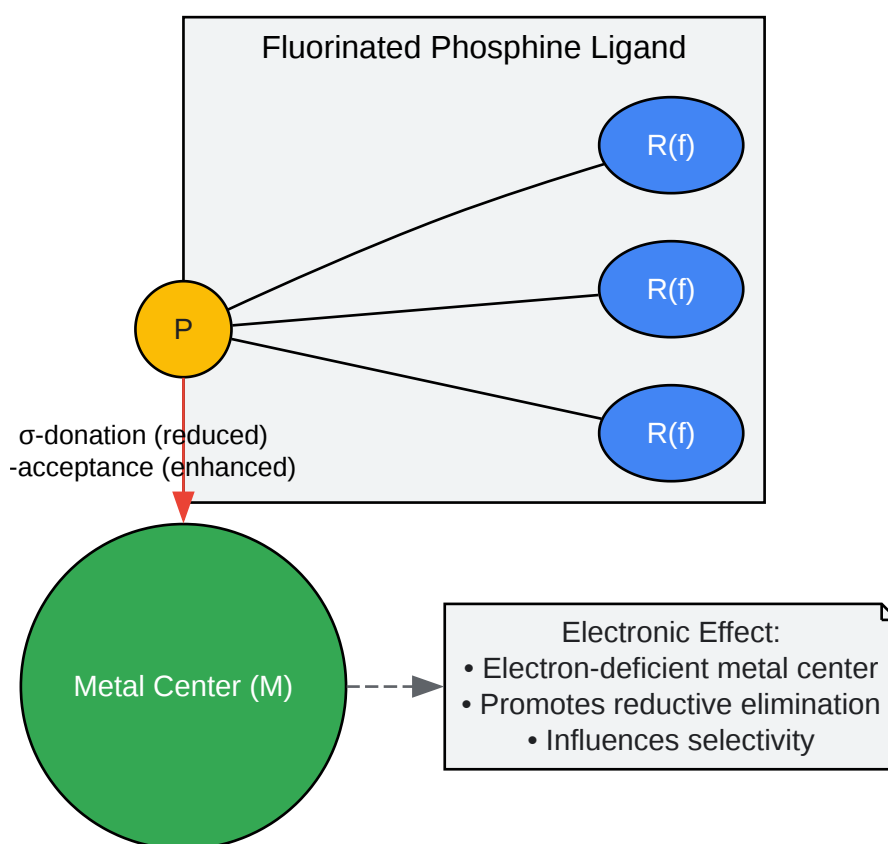 Fluorinated Phosphine Ligand
R(f)
R(f)
P
R(f)
σ-donation (reduced)
-acceptance (enhanced)
Metal Center (M)
Electronic Effect:
• Electron-deficient metal center
• Promotes reductive elimination
• Influences selectivity